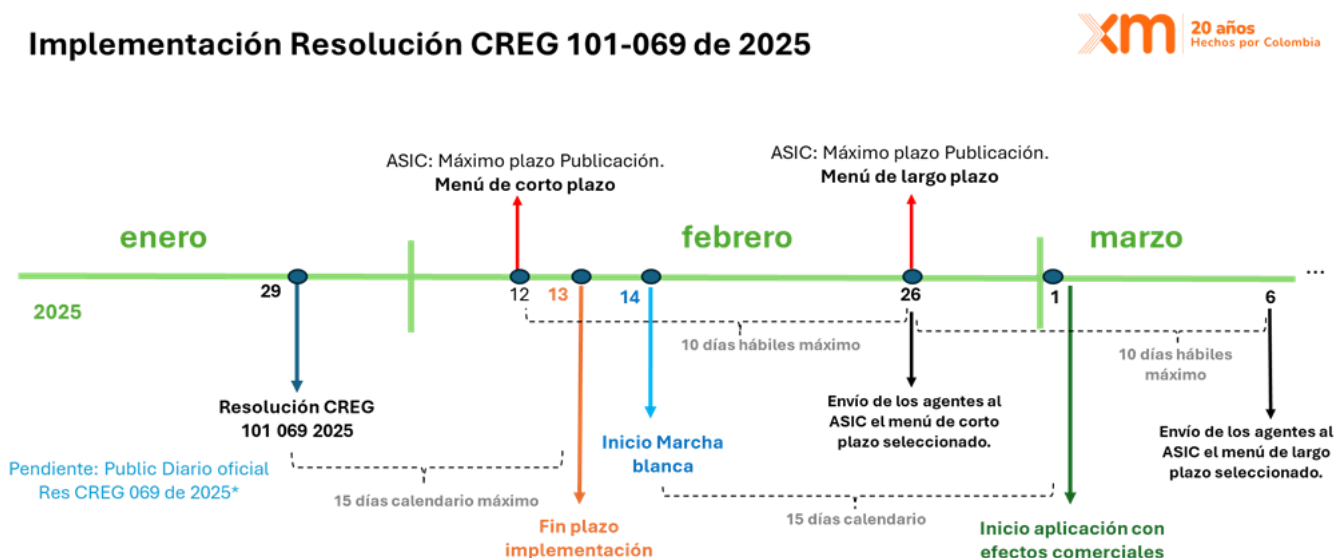 Implementación Resolución CREG 101-069 de 2025
xm
20 años
Hechos por Colombia
ASIC: Máximo plazo Publicación.
Menú de corto plazo
ASIC: Máximo plazo Publicación.
Menú de largo plazo
enero
febrero
marzo
...
29
12
13
14
26
1
6
2025
10 días hábiles máximo
10 días hábiles
máximo
Resolución CREG
101 069 2025
Envío de los agentes al
ASIC el menú de corto
plazo seleccionado.
Inicio Marcha
blanca
Envío de los agentes al
ASIC el menú de largo
plazo seleccionado.
Pendiente: Public Diario oficial
Res CREG 069 de 2025*
15 días calendario máximo
15 días calendario
Fin plazo
implementación
Inicio aplicación con
efectos comerciales